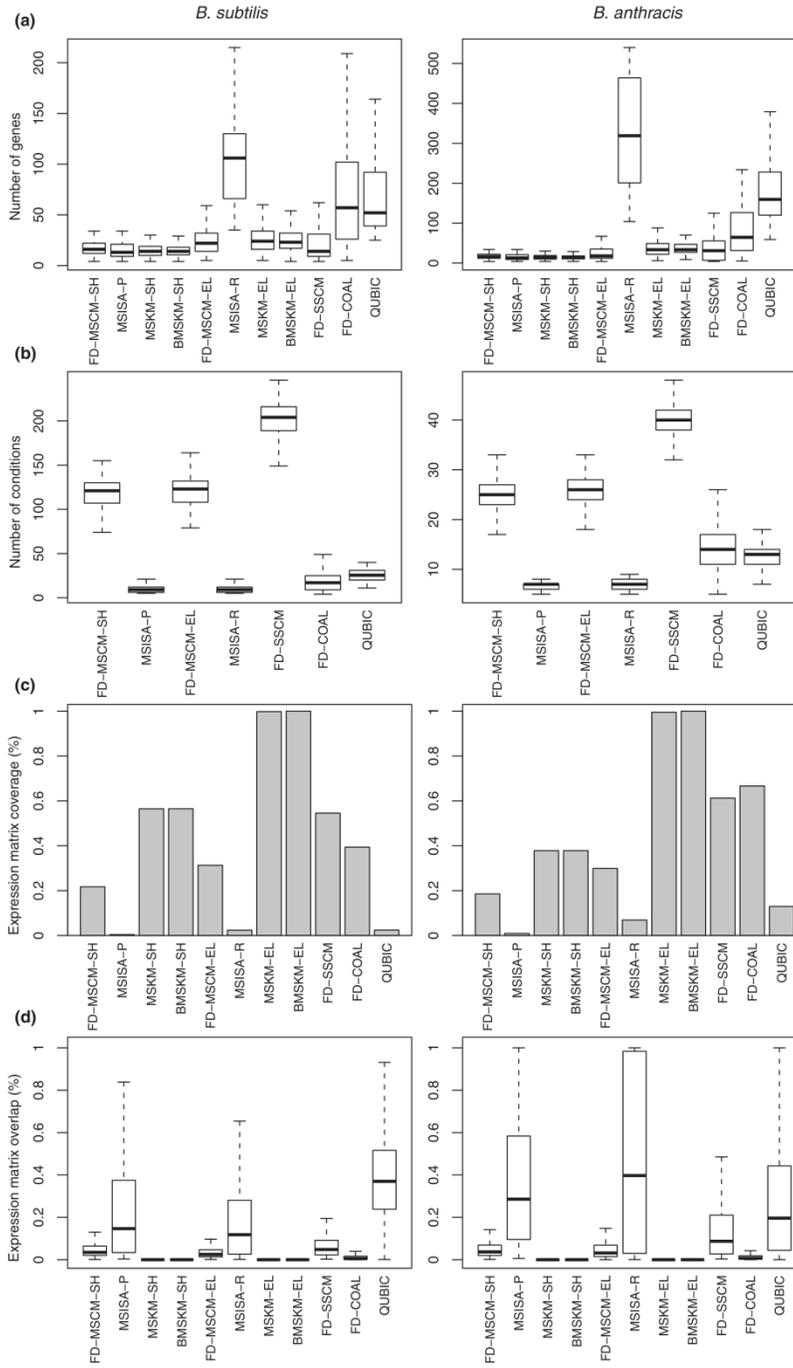 B. subtilis
B. anthracis
(a)
Number of genes
0
50
100
150
200
FD−MSCM−SH
MSISA−P
MSKM−SH
BMSKM−SH
FD−MSCM−EL
MSISA−R
MSKM−EL
BMSKM−EL
FD−SSCM
FD−COAL
QUBIC
0
100
200
300
400
500
FD−MSCM−SH
MSISA−P
MSKM−SH
BMSKM−SH
FD−MSCM−EL
MSISA−R
MSKM−EL
BMSKM−EL
FD−SSCM
FD−COAL
QUBIC
(b)
Number of conditions
0
50
100
150
200
FD−MSCM−SH
MSISA−P
FD−MSCM−EL
MSISA−R
FD−SSCM
FD−COAL
QUBIC
10
20
30
40
FD−MSCM−SH
MSISA−P
FD−MSCM−EL
MSISA−R
FD−SSCM
FD−COAL
QUBIC
(c)
Expression matrix coverage (%)
0
0.2
0.4
0.6
0.8
1
FD−MSCM−SH
MSISA−P
MSKM−SH
BMSKM−SH
FD−MSCM−EL
MSISA−R
MSKM−EL
BMSKM−EL
FD−SSCM
FD−COAL
QUBIC
0
0.2
0.4
0.6
0.8
1
FD−MSCM−SH
MSISA−P
MSKM−SH
BMSKM−SH
FD−MSCM−EL
MSISA−R
MSKM−EL
BMSKM−EL
FD−SSCM
FD−COAL
QUBIC
(d)
Expression matrix overlap (%)
0
0.2
0.4
0.6
0.8
1
FD−MSCM−SH
MSISA−P
MSKM−SH
BMSKM−SH
FD−MSCM−EL
MSISA−R
MSKM−EL
BMSKM−EL
FD−SSCM
FD−COAL
QUBIC
0
0.2
0.4
0.6
0.8
1
FD−MSCM−SH
MSISA−P
MSKM−SH
BMSKM−SH
FD−MSCM−EL
MSISA−R
MSKM−EL
BMSKM−EL
FD−SSCM
FD−COAL
QUBIC